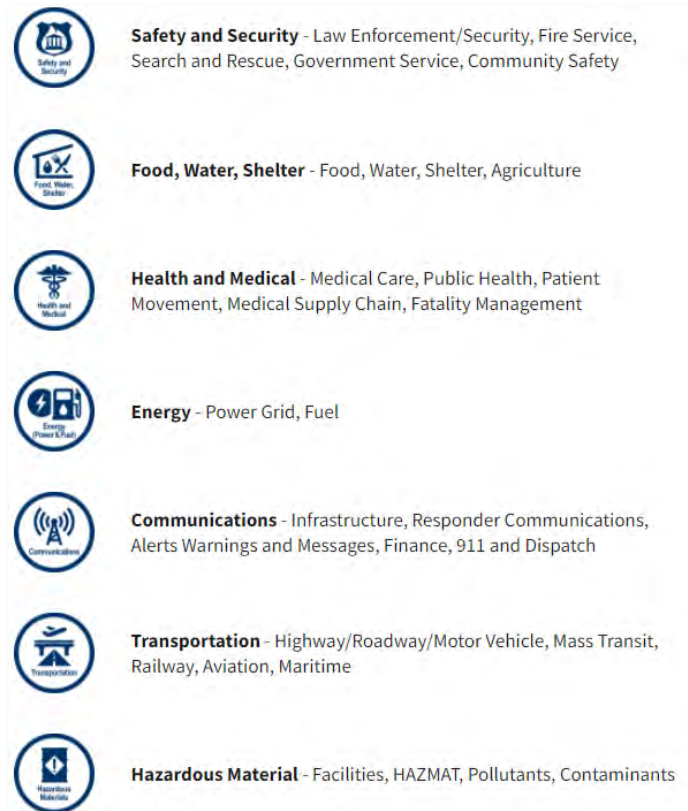 Safety and
Security
Safety and Security - Law Enforcement/Security, Fire Service,
Search and Rescue, Government Service, Community Safety
Food, Water,
Shelter
Food, Water, Shelter - Food, Water, Shelter, Agriculture
Health and
Medical
Health and Medical - Medical Care, Public Health, Patient
Movement, Medical Supply Chain, Fatality Management
Energy
(Power & Fuel)
Energy - Power Grid, Fuel
Communications
Communications - Infrastructure, Responder Communications,
Alerts Warnings and Messages, Finance, 911 and Dispatch
Transportation
Transportation - Highway/Roadway/Motor Vehicle, Mass Transit,
Railway, Aviation, Maritime
Hazardous
Materials
Hazardous Material - Facilities, HAZMAT, Pollutants, Contaminants